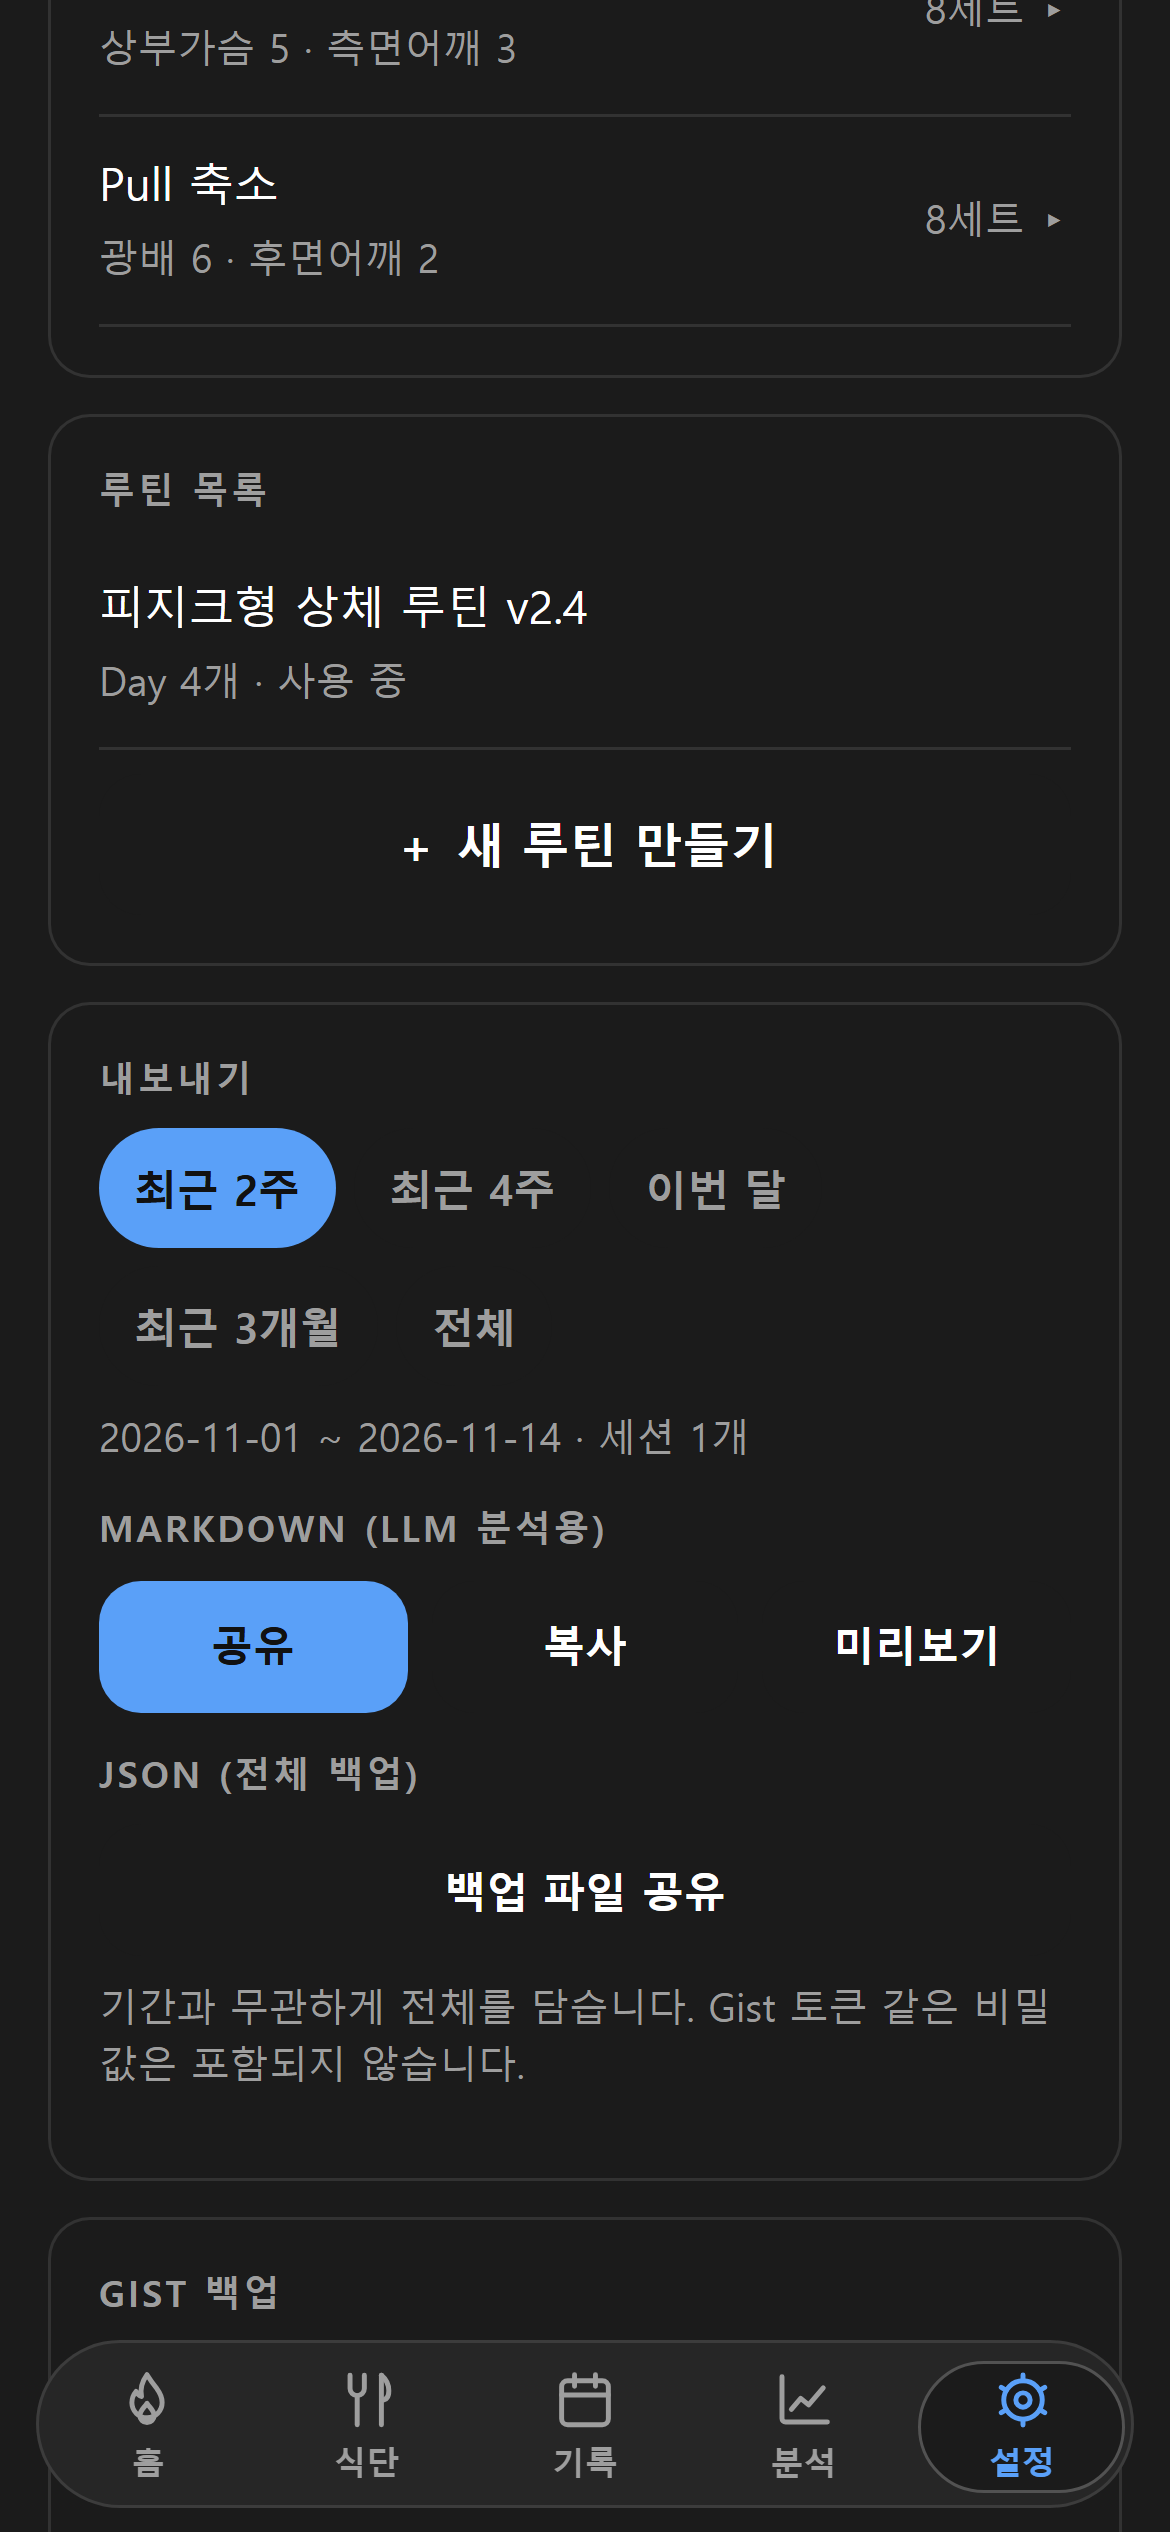 8세트 ▸
상부가슴 5 · 측면어깨 3
Pull 축소
8세트 ▸
광배 6 · 후면어깨 2
루틴 목록
피지크형 상체 루틴 v2.4
Day 4개 · 사용 중
+ 새 루틴 만들기
내보내기
최근 2주 최근 4주 이번 달
최근 3개월 전체
2026-11-01 ~ 2026-11-14 · 세션 1개
MARKDOWN (LLM 분석용)
공유 복사 미리보기
JSON (전체 백업)
백업 파일 공유
기간과 무관하게 전체를 담습니다. Gist 토큰 같은 비밀
값은 포함되지 않습니다.
GIST 백업
홈 식단 기록 분석 설정